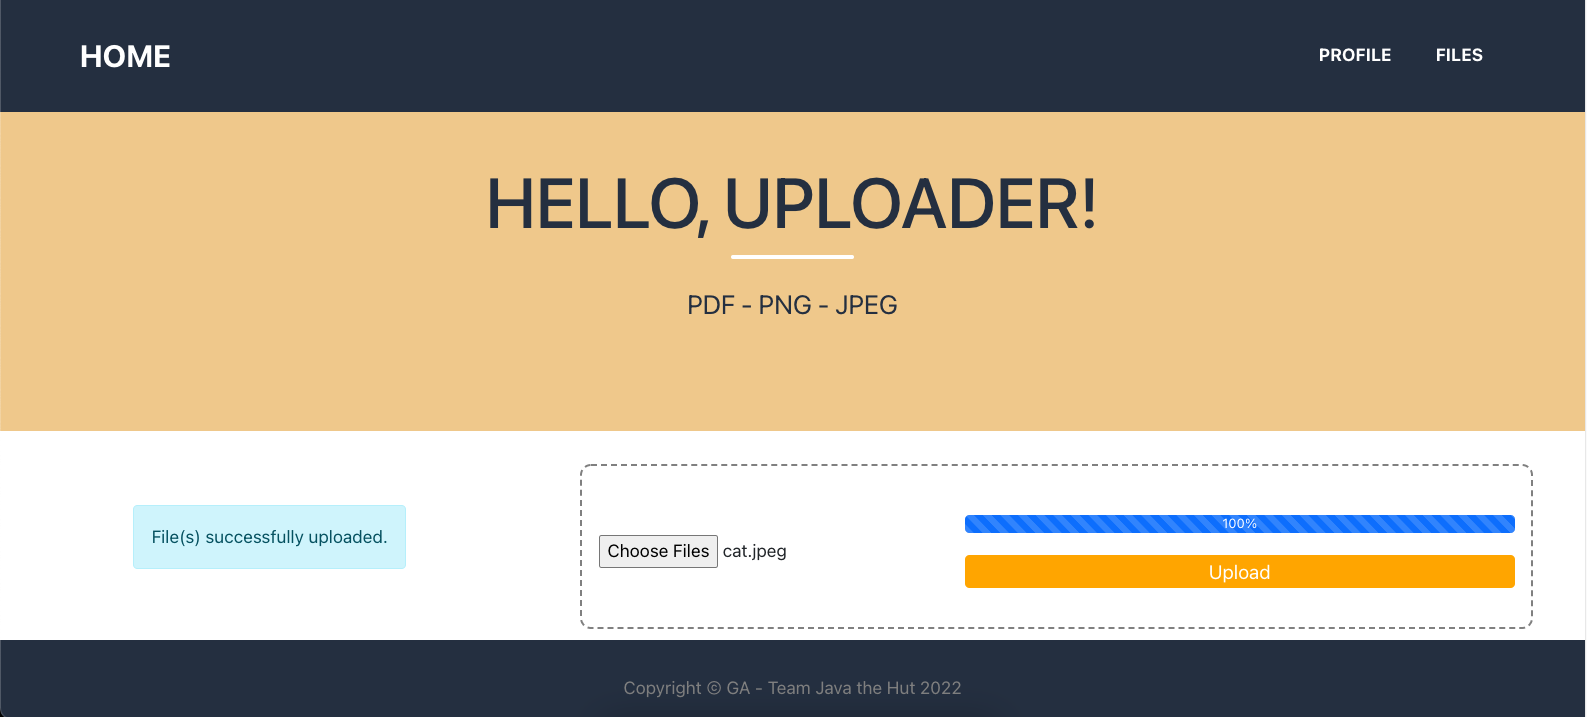 HOME
PROFILE
FILES
HELLO, UPLOADER!
PDF - PNG - JPEG
File(s) successfully uploaded.
Choose Files cat.jpeg
100%
Upload
Copyright © GA - Team Java the Hut 2022